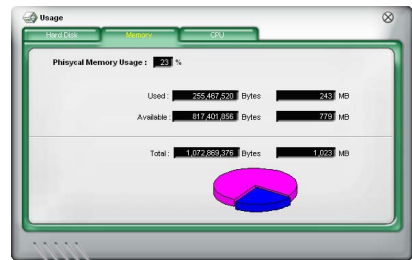 Usage
Hard Disk Memory CPU
Phisycal Memory Usage : 23 %
Used : 255,467,520 Bytes 243 MB
Available : 817,401,856 Bytes 779 MB
Total : 1,072,869,376 Bytes 1,023 MB